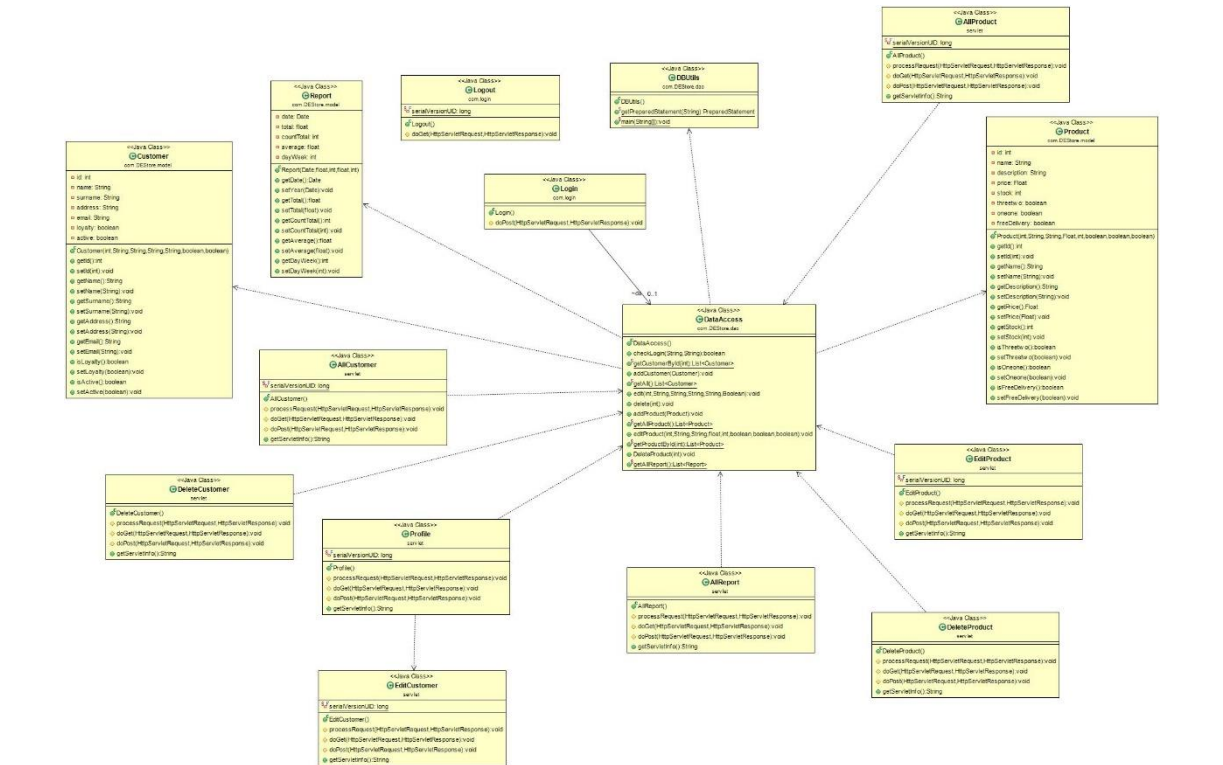 <<Java Class>>
AllProduct
servlet
serialVersionUID: long
AllProduct()
processRequest(HttpServletRequest,HttpServletResponse):void
doGet(HttpServletRequest,HttpServletResponse):void
doPost(HttpServletRequest,HttpServletResponse):void
getServletInfo():String
<<Java Class>>
DBUtils
com.DEStore.dao
DBUtils()
getPreparedStatement(String):PreparedStatement
main(String[]):void
<<Java Class>>
Logout
com.login
serialVersionUID: long
Logout()
doGet(HttpServletRequest,HttpServletResponse):void
<<Java Class>>
Report
com.DEStore.model
date: Date
total: float
countTotal: int
average: float
dayWeek: int
Report(Date,float,int,float,int)
getDate():Date
setYear(Date):void
getTotal():float
setTotal(float):void
getCountTotal():int
setCountTotal(int):void
getAverage():float
setAverage(float):void
getDayWeek():int
setDayWeek(int):void
<<Java Class>>
Product
com.DEStore.model
id: int
name: String
description: String
price: Float
stock: int
threetwo: boolean
oneone: boolean
freeDelivery: boolean
Product(int,String,String,Float,int,boolean,boolean,boolean)
getId():int
setId(int):void
getName():String
setName(String):void
getDescription():String
setDescription(String):void
getPrice():Float
setPrice(Float):void
getStock():int
setStock(int):void
isThreetwo():boolean
setThreetwo(boolean):void
isOneone():boolean
setOneone(boolean):void
isFreeDelivery():boolean
setFreeDelivery(boolean):void
<<Java Class>>
Customer
com.DEStore.model
id: int
name: String
surname: String
address: String
email: String
loyalty: boolean
active: boolean
Customer(int,String,String,String,String,boolean,boolean)
getId():int
setId(int):void
getName():String
setName(String):void
getSurname():String
setSurname(String):void
getAddress():String
setAddress(String):void
getEmail():String
setEmail(String):void
isLoyalty():boolean
setLoyalty(boolean):void
isActive():boolean
setActive(boolean):void
<<Java Class>>
Login
com.login
Login()
doPost(HttpServletRequest,HttpServletResponse):void
0..1
<<Java Class>>
DataAccess
com.DEStore.dao
DataAccess()
checkLogin(String,String):boolean
getCustomerById(int):List<Customer>
addCustomer(Customer):void
getAll():List<Customer>
edit(int,String,String,String,String,Boolean):void
delete(int):void
addProduct(Product):void
getAllProduct():List<Product>
editProduct(int,String,String,float,int,boolean,boolean,boolean):void
getProductById(int):List<Product>
DeleteProduct(int):void
getAllReport():List<Report>
<<Java Class>>
AllCustomer
servlet
serialVersionUID: long
AllCustomer()
processRequest(HttpServletRequest,HttpServletResponse):void
doGet(HttpServletRequest,HttpServletResponse):void
doPost(HttpServletRequest,HttpServletResponse):void
getServletInfo():String
<<Java Class>>
EditProduct
servlet
serialVersionUID: long
EditProduct()
processRequest(HttpServletRequest,HttpServletResponse):void
doGet(HttpServletRequest,HttpServletResponse):void
doPost(HttpServletRequest,HttpServletResponse):void
getServletInfo():String
<<Java Class>>
DeleteCustomer
servlet
DeleteCustomer()
processRequest(HttpServletRequest,HttpServletResponse):void
doGet(HttpServletRequest,HttpServletResponse):void
doPost(HttpServletRequest,HttpServletResponse):void
getServletInfo():String
<<Java Class>>
Profile
servlet
serialVersionUID: long
Profile()
processRequest(HttpServletRequest,HttpServletResponse):void
doGet(HttpServletRequest,HttpServletResponse):void
doPost(HttpServletRequest,HttpServletResponse):void
getServletInfo():String
<<Java Class>>
AllReport
servlet
AllReport()
processRequest(HttpServletRequest,HttpServletResponse):void
doGet(HttpServletRequest,HttpServletResponse):void
doPost(HttpServletRequest,HttpServletResponse):void
getServletInfo():String
<<Java Class>>
DeleteProduct
servlet
DeleteProduct()
processRequest(HttpServletRequest,HttpServletResponse):void
doGet(HttpServletRequest,HttpServletResponse):void
doPost(HttpServletRequest,HttpServletResponse):void
getServletInfo():String
<<Java Class>>
EditCustomer
servlet
serialVersionUID: long
EditCustomer()
processRequest(HttpServletRequest,HttpServletResponse):void
doGet(HttpServletRequest,HttpServletResponse):void
doPost(HttpServletRequest,HttpServletResponse):void
getServletInfo():String